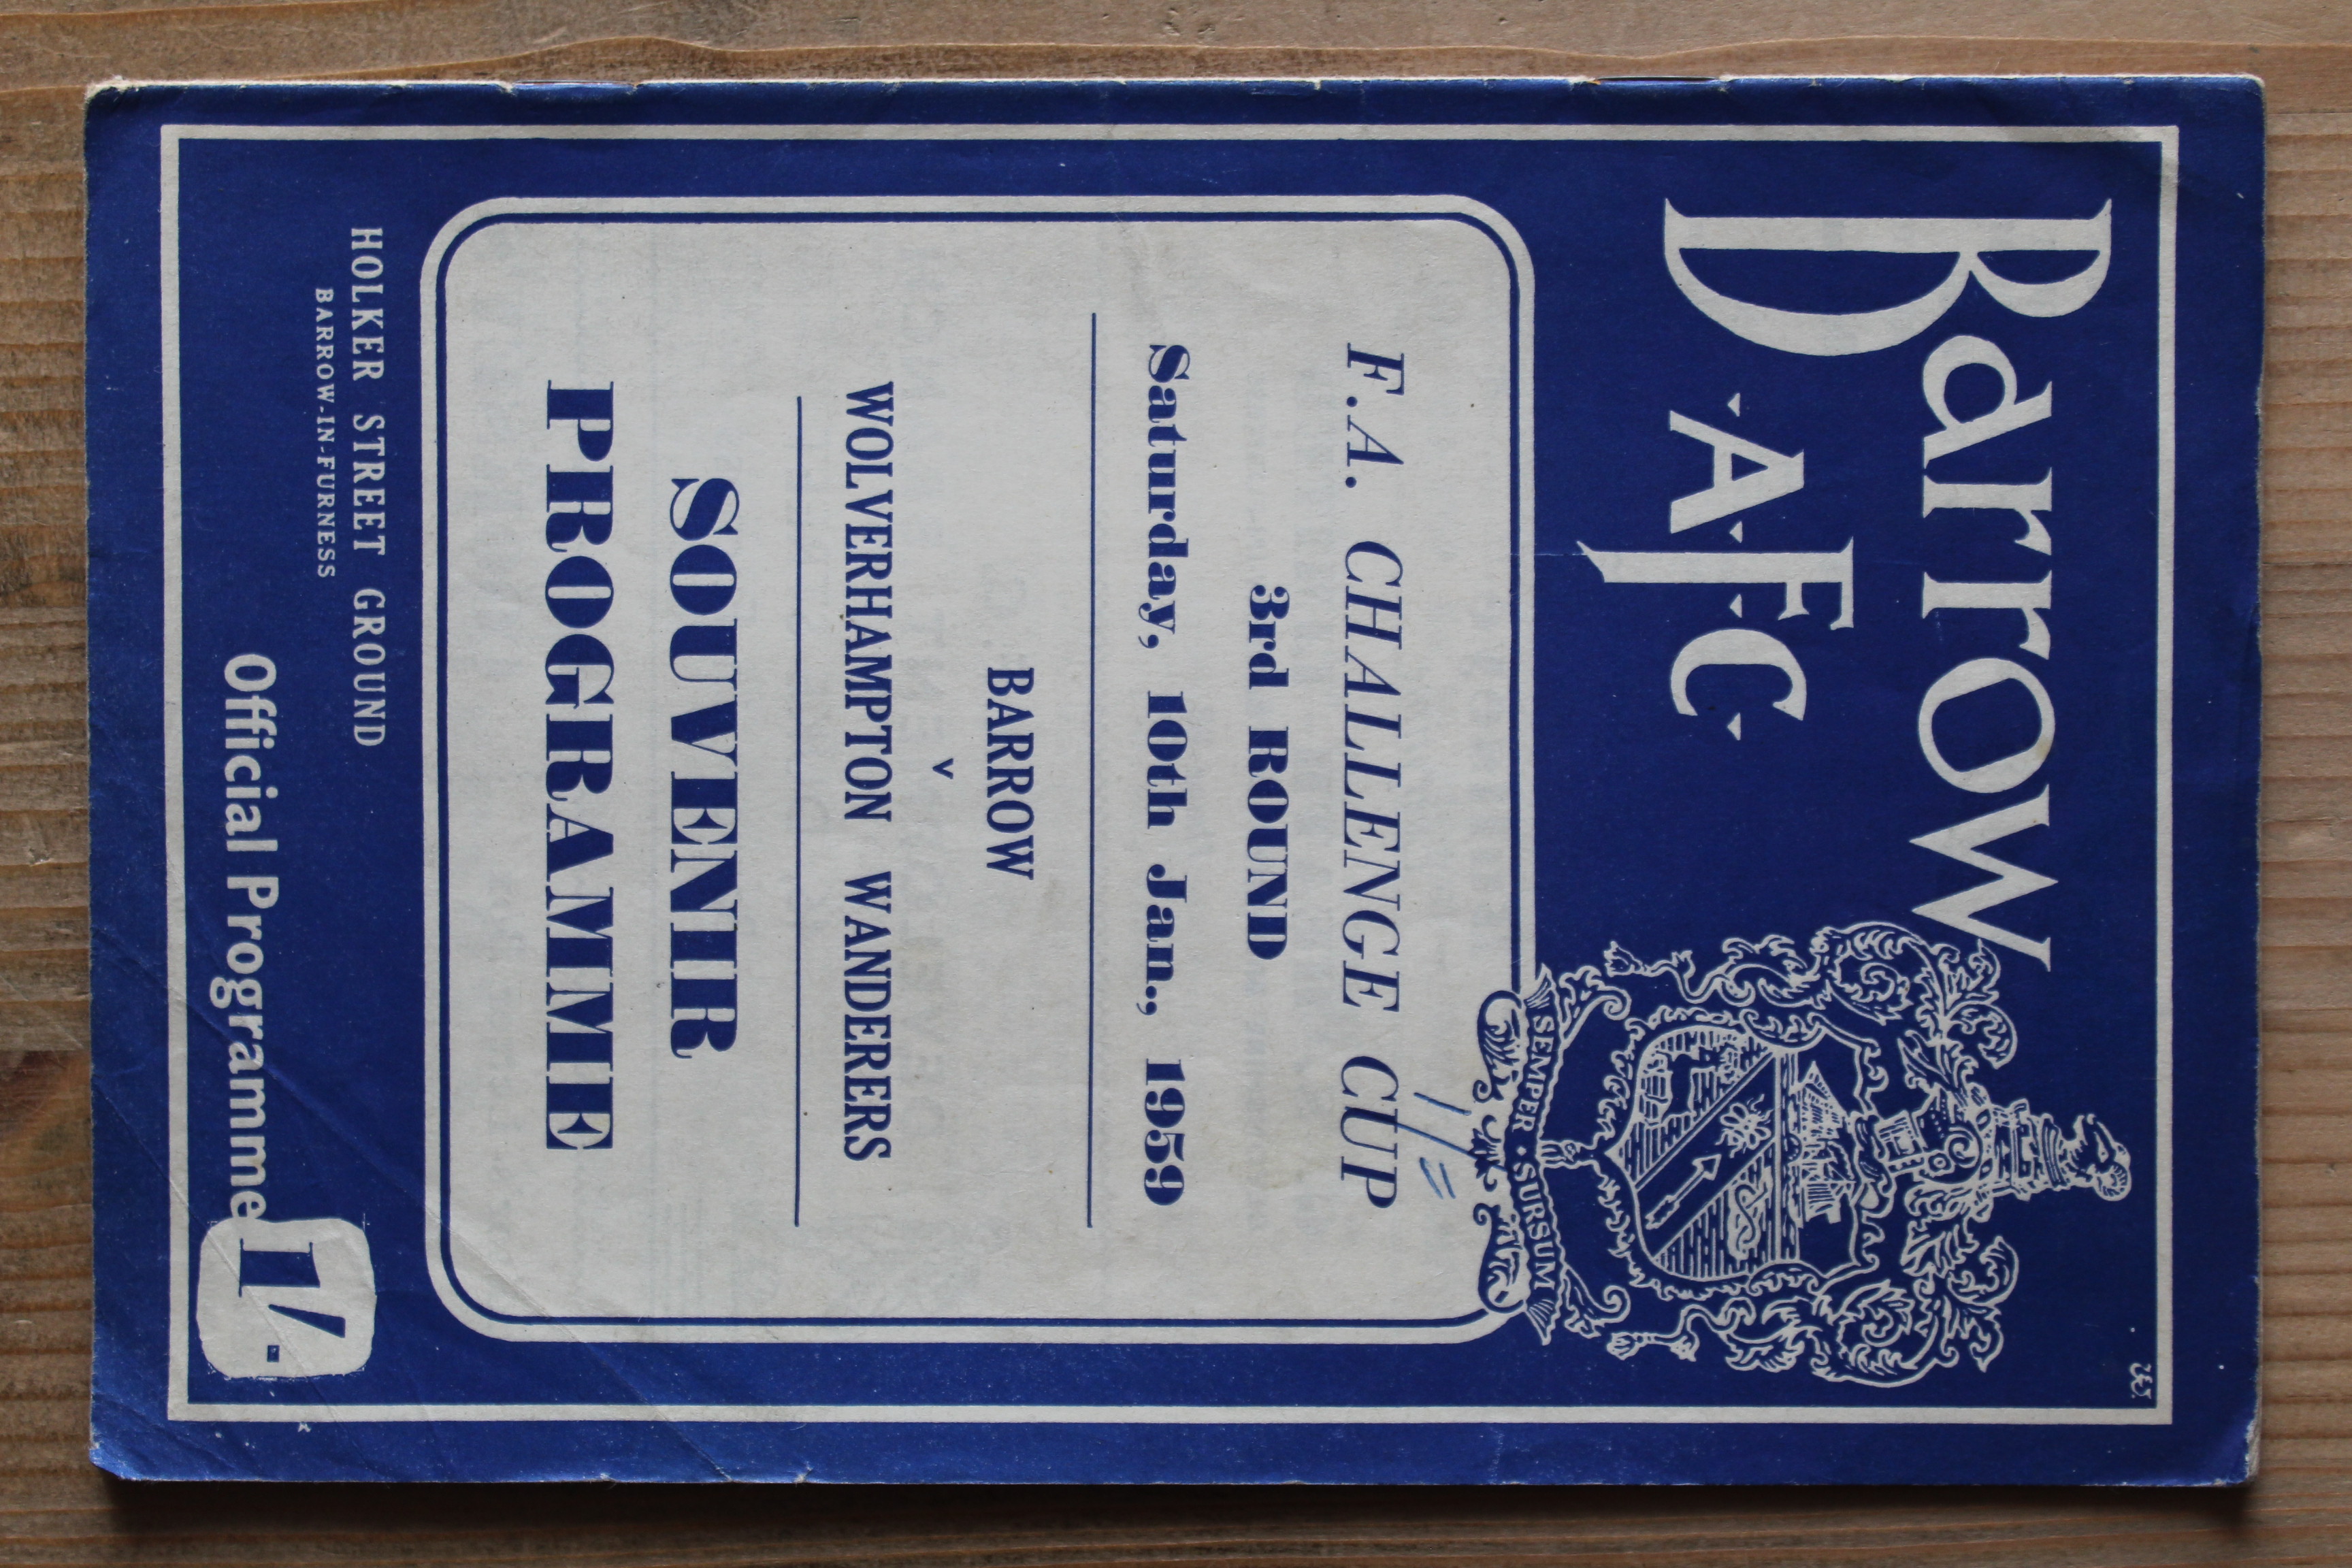 Barrow
A.F.C.
SEMPER · SURSUM
1/=
F.A. CHALLENGE CUP
3rd ROUND
Saturday, 10th Jan., 1959
BARROW
v
WOLVERHAMPTON WANDERERS
SOUVENIR
PROGRAMME
HOLKER STREET GROUND
BARROW-IN-FURNESS
Official Programme 1/-